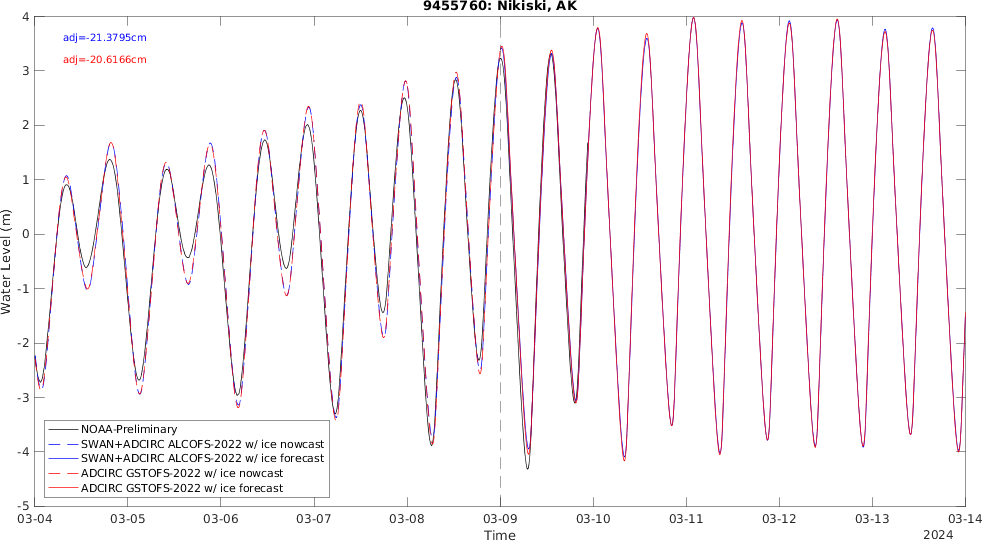 9455760: Nikiski, AK
adj=-21.3795cm
adj=-20.6166cm
4
3
2
1
0
-1
-2
-3
-4
-5
Water Level (m)
NOAA-Preliminary
SWAN+ADCIRC ALCOFS-2022 w/ ice nowcast
SWAN+ADCIRC ALCOFS-2022 w/ ice forecast
ADCIRC GSTOFS-2022 w/ ice nowcast
ADCIRC GSTOFS-2022 w/ ice forecast
03-04 03-05 03-06 03-07 03-08 03-09 03-10 03-11 03-12 03-13 03-14
Time
2024